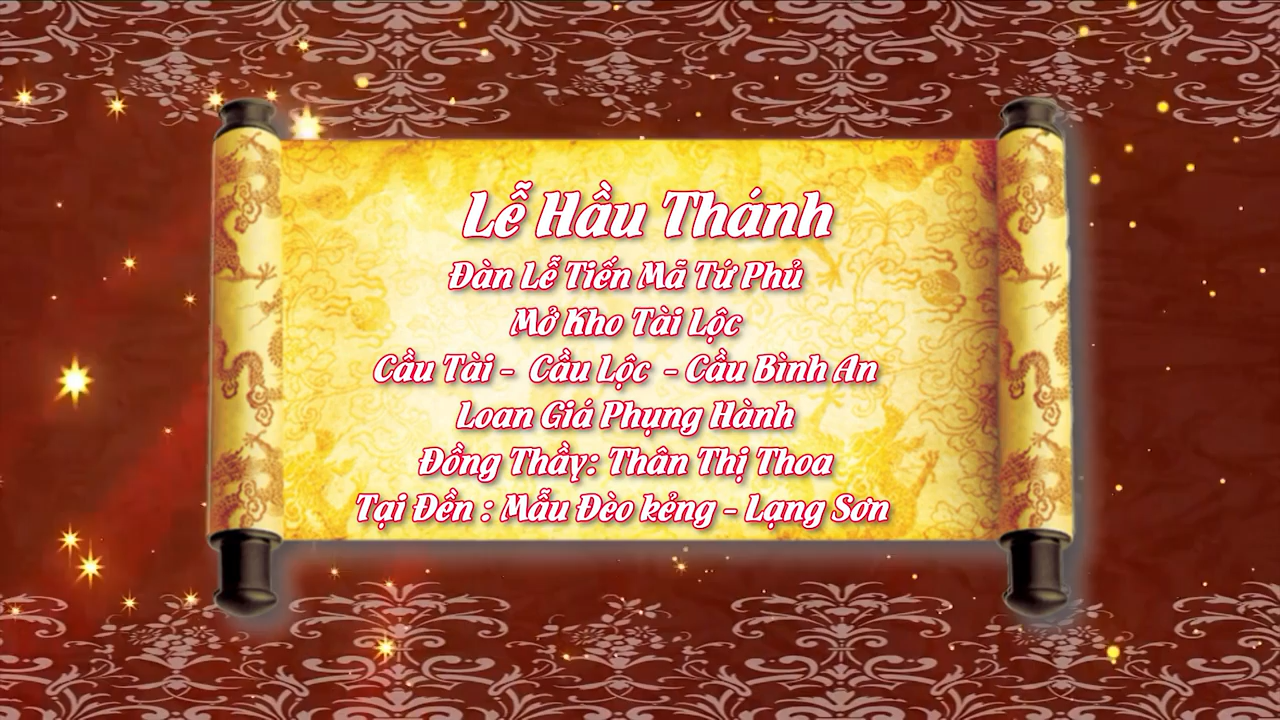 Lễ Hầu Thánh
Đàn Lễ Tiến Mã Tứ Phủ
Mở Kho Tài Lộc
Cầu Tài - Cầu Lộc - Cầu Bình An
Loan Giá Phụng Hành
Đồng Thầy: Thân Thị Thoa
Tại Đền : Mẫu Đèo kẻng - Lạng Sơn